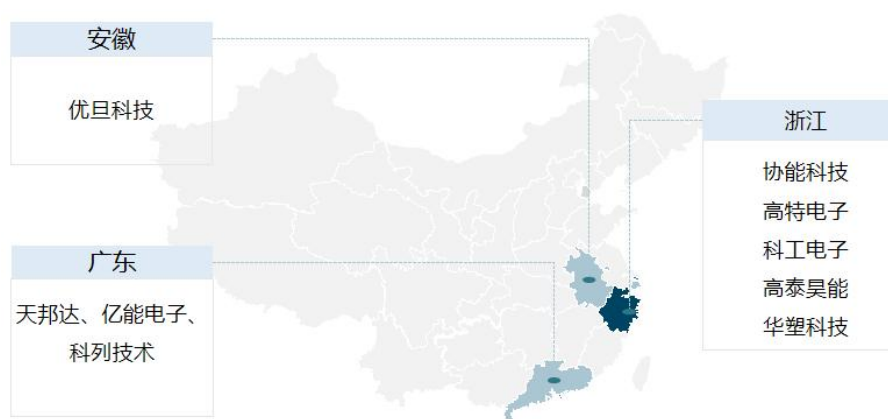 安徽
优旦科技
广东
天邦达、亿能电子、
科列技术
浙江
协能科技
高特电子
科工电子
高泰昊能
华塑科技